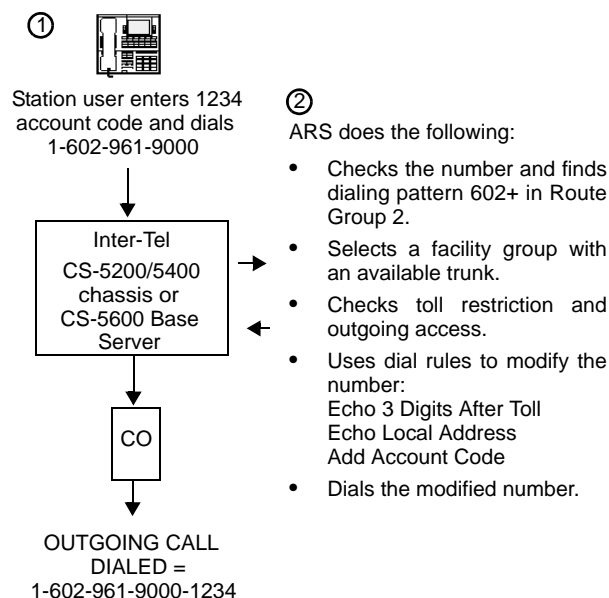 1
Station user enters 1234
account code and dials
1-602-961-9000
Inter-Tel
CS-5200/5400
chassis or
CS-5600 Base
Server
CO
OUTGOING CALL
DIALED =
1-602-961-9000-1234
2
ARS does the following:
• Checks the number and finds
dialing pattern 602+ in Route
Group 2.
• Selects a facility group with
an available trunk.
• Checks toll restriction and
outgoing access.
• Uses dial rules to modify the
number:
Echo 3 Digits After Toll
Echo Local Address
Add Account Code
• Dials the modified number.